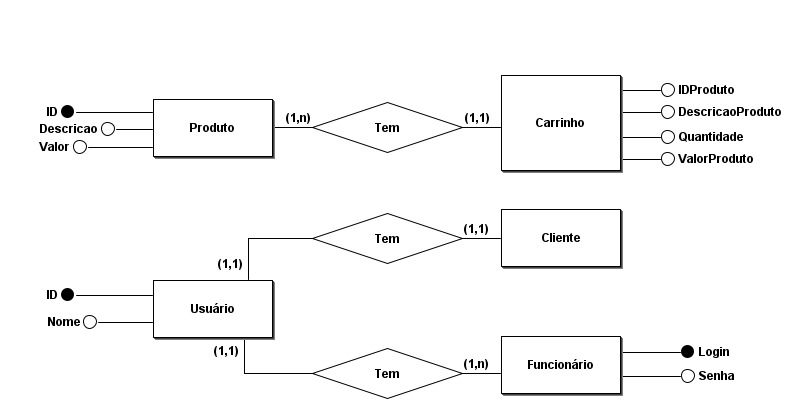 ID
Descricao
Valor
Produto
(1,n)
Tem
(1,1)
Carrinho
IDProduto
DescricaoProduto
Quantidade
ValorProduto
(1,1)
Tem
(1,1)
Cliente
ID
Nome
Usuário
(1,1)
Tem
(1,n)
Funcionário
Login
Senha